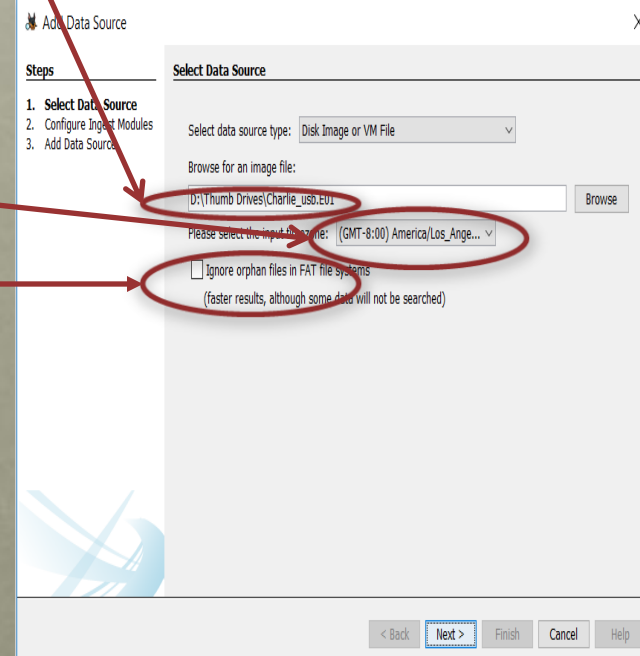 Add Data Source
Steps
1. Select Data Source
2. Configure Ingest Modules
3. Add Data Source
Select Data Source
Select data source type: Disk Image or VM File
Browse for an image file:
D:\Thumb Drives\Charlie_usb.E01 Browse
Please select the input timezone: (GMT-8:00) America/Los_Ange...
Ignore orphan files in FAT file systems
(faster results, although some data will not be searched)
< Back Next > Finish Cancel Help